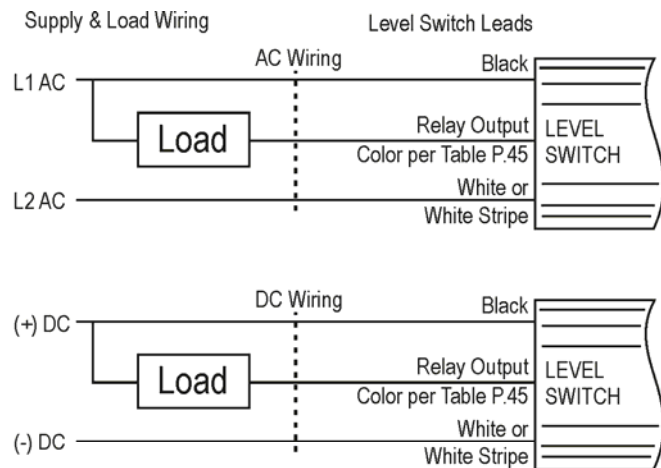 Supply & Load Wiring
Level Switch Leads
AC Wiring
Black
L1 AC
Load
Relay Output
Color per Table P.45
LEVEL
SWITCH
White or
L2 AC
White Stripe
DC Wiring
Black
(+) DC
Load
Relay Output
Color per Table P.45
LEVEL
SWITCH
White or
(-) DC
White Stripe